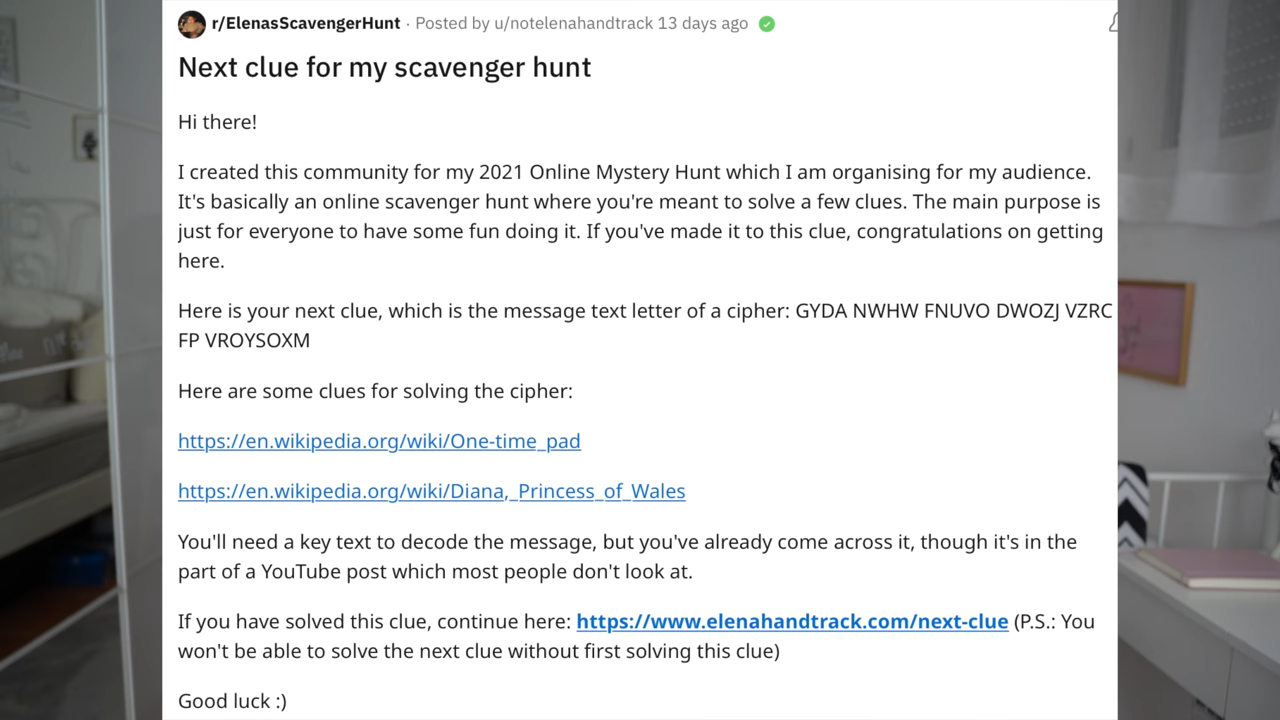 r/ElenasScavengerHunt · Posted by u/notelenahandtrack 13 days ago
Next clue for my scavenger hunt
Hi there!
I created this community for my 2021 Online Mystery Hunt which I am organising for my audience.
It's basically an online scavenger hunt where you're meant to solve a few clues. The main purpose is
just for everyone to have some fun doing it. If you've made it to this clue, congratulations on getting
here.
Here is your next clue, which is the message text letter of a cipher: GYDA NWHW FNUVO DWOZJ VZRC
FP VROYSOXM
Here are some clues for solving the cipher:
https://en.wikipedia.org/wiki/One-time_pad
https://en.wikipedia.org/wiki/Diana,_Princess_of_Wales
You'll need a key text to decode the message, but you've already come across it, though it's in the
part of a YouTube post which most people don't look at.
If you have solved this clue, continue here: https://www.elenahandtrack.com/next-clue (P.S.: You
won't be able to solve the next clue without first solving this clue)
Good luck :)